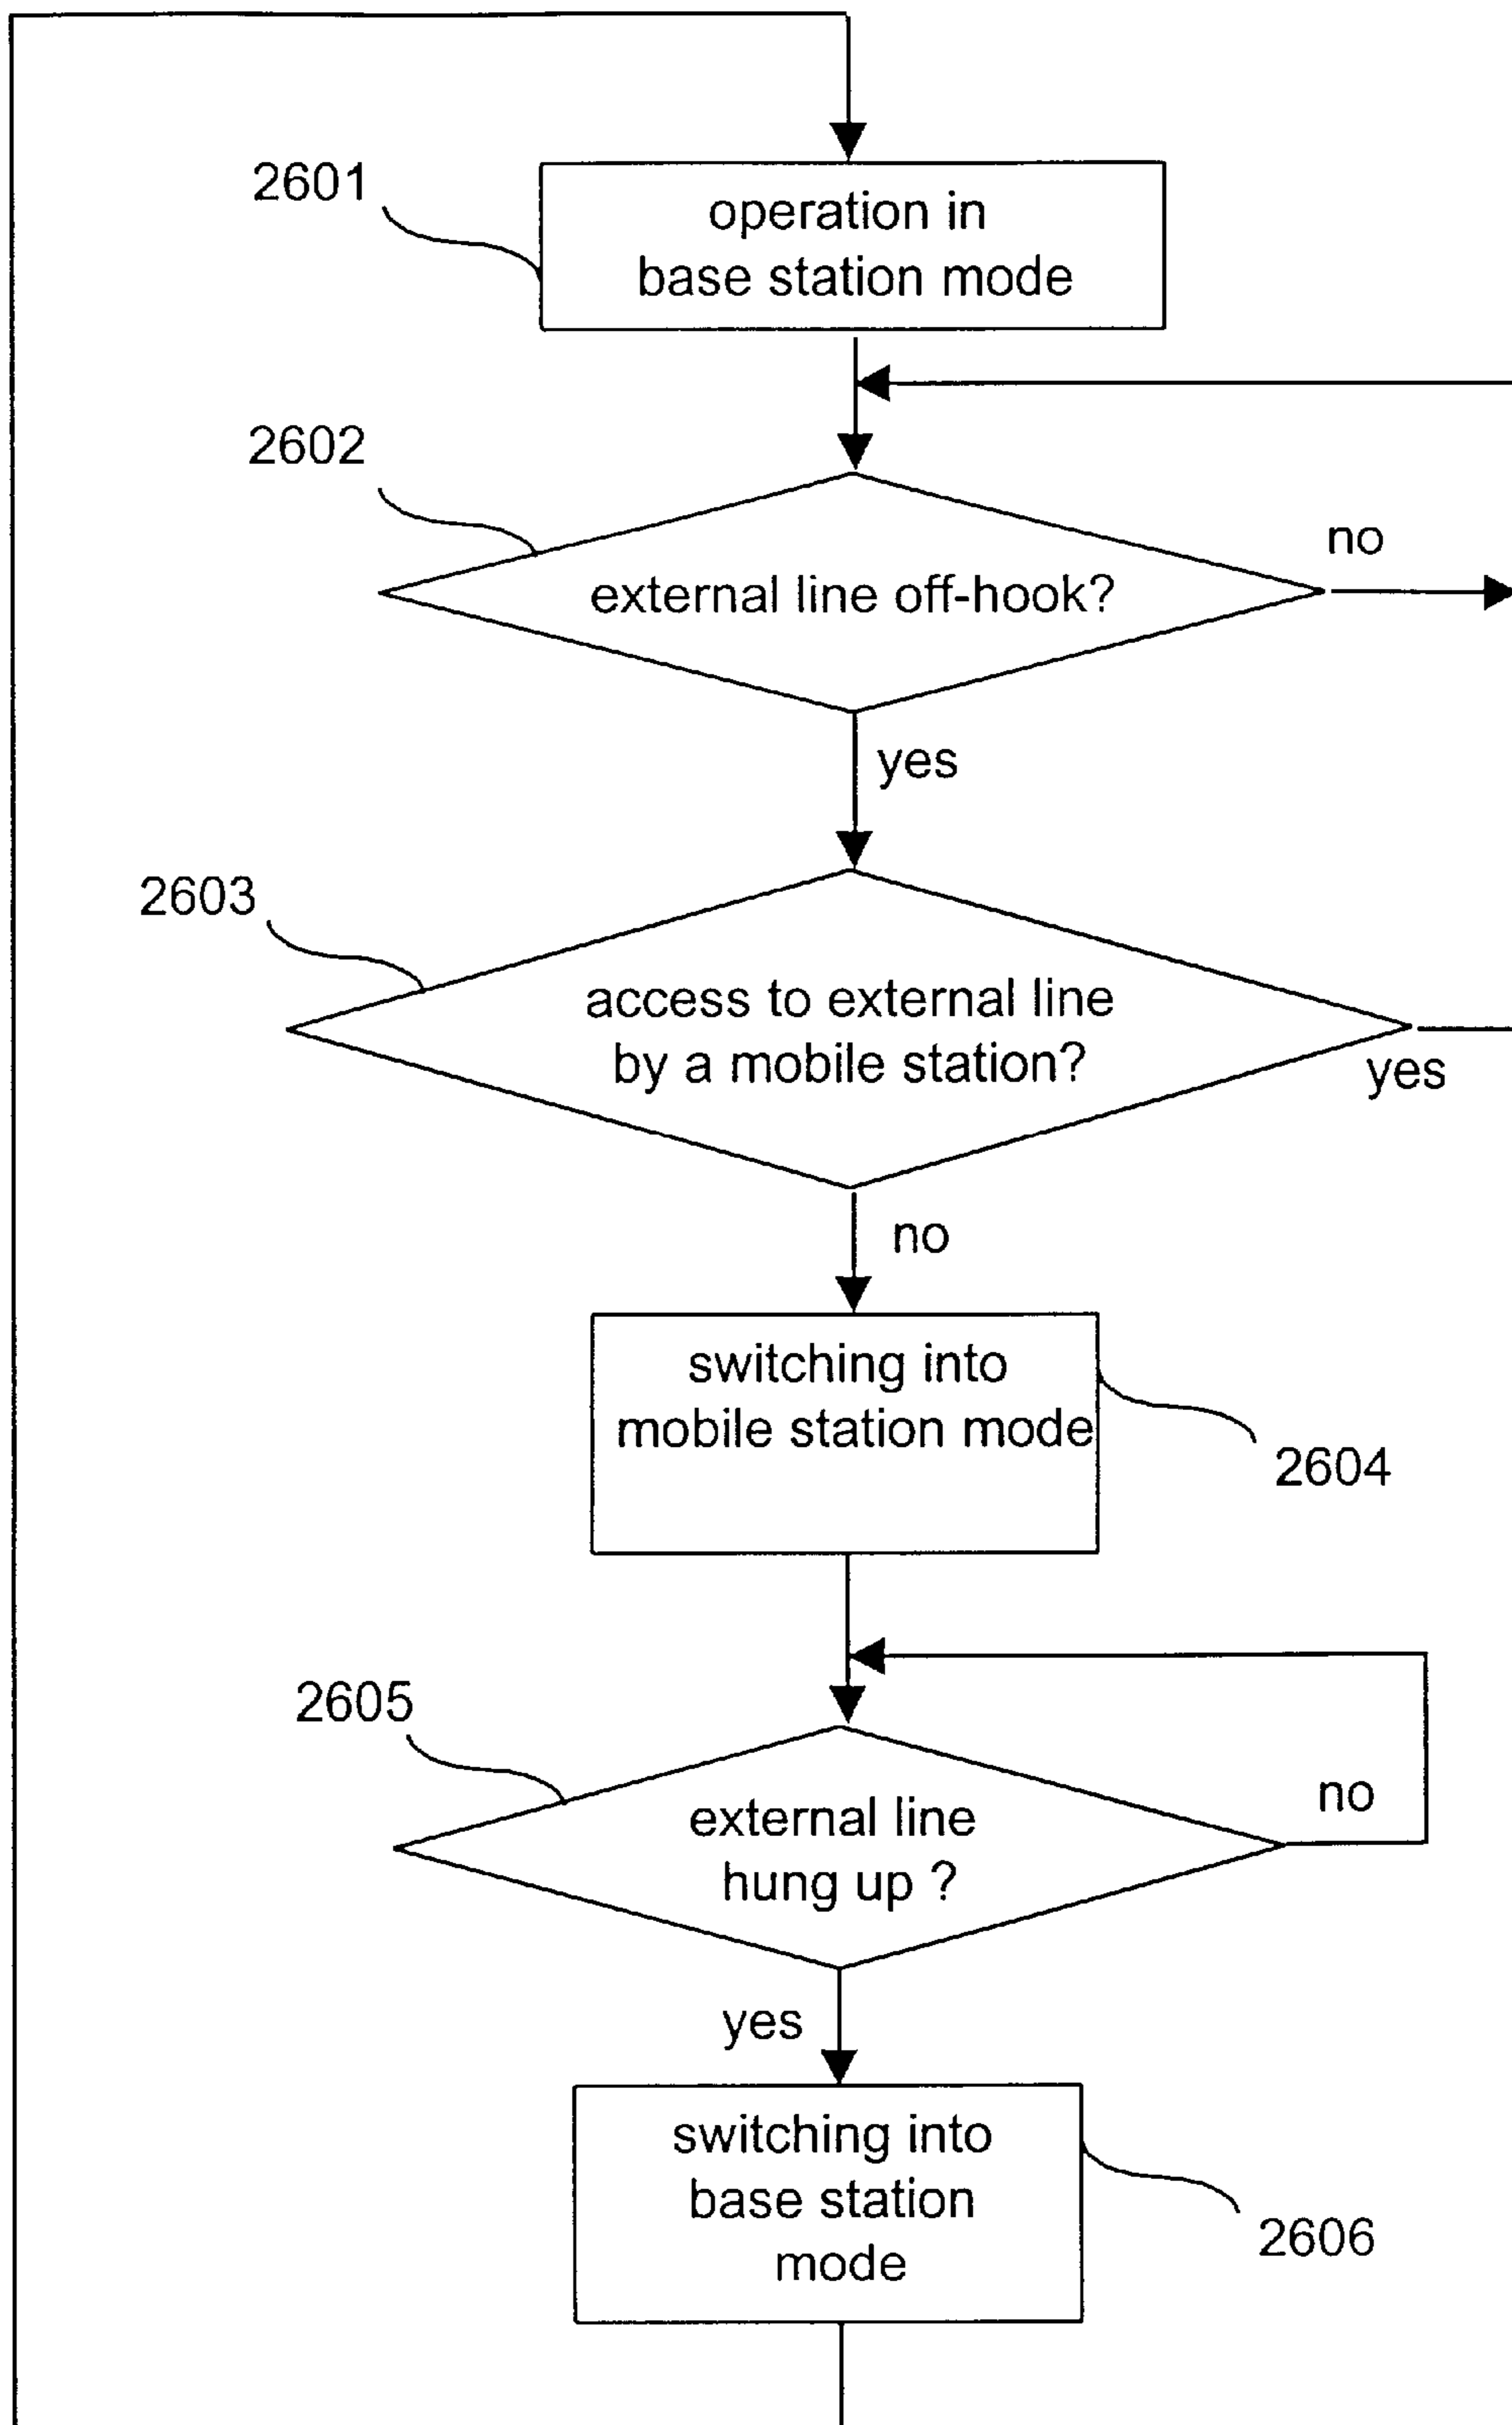 2601
operation in
base station mode
2602
no
external line off-hook?
yes
2603
access to external line
by a mobile station?
yes
no
switching into
mobile station mode
2604
2605
no
external line
hung up ?
yes
switching into
base station
mode
2606